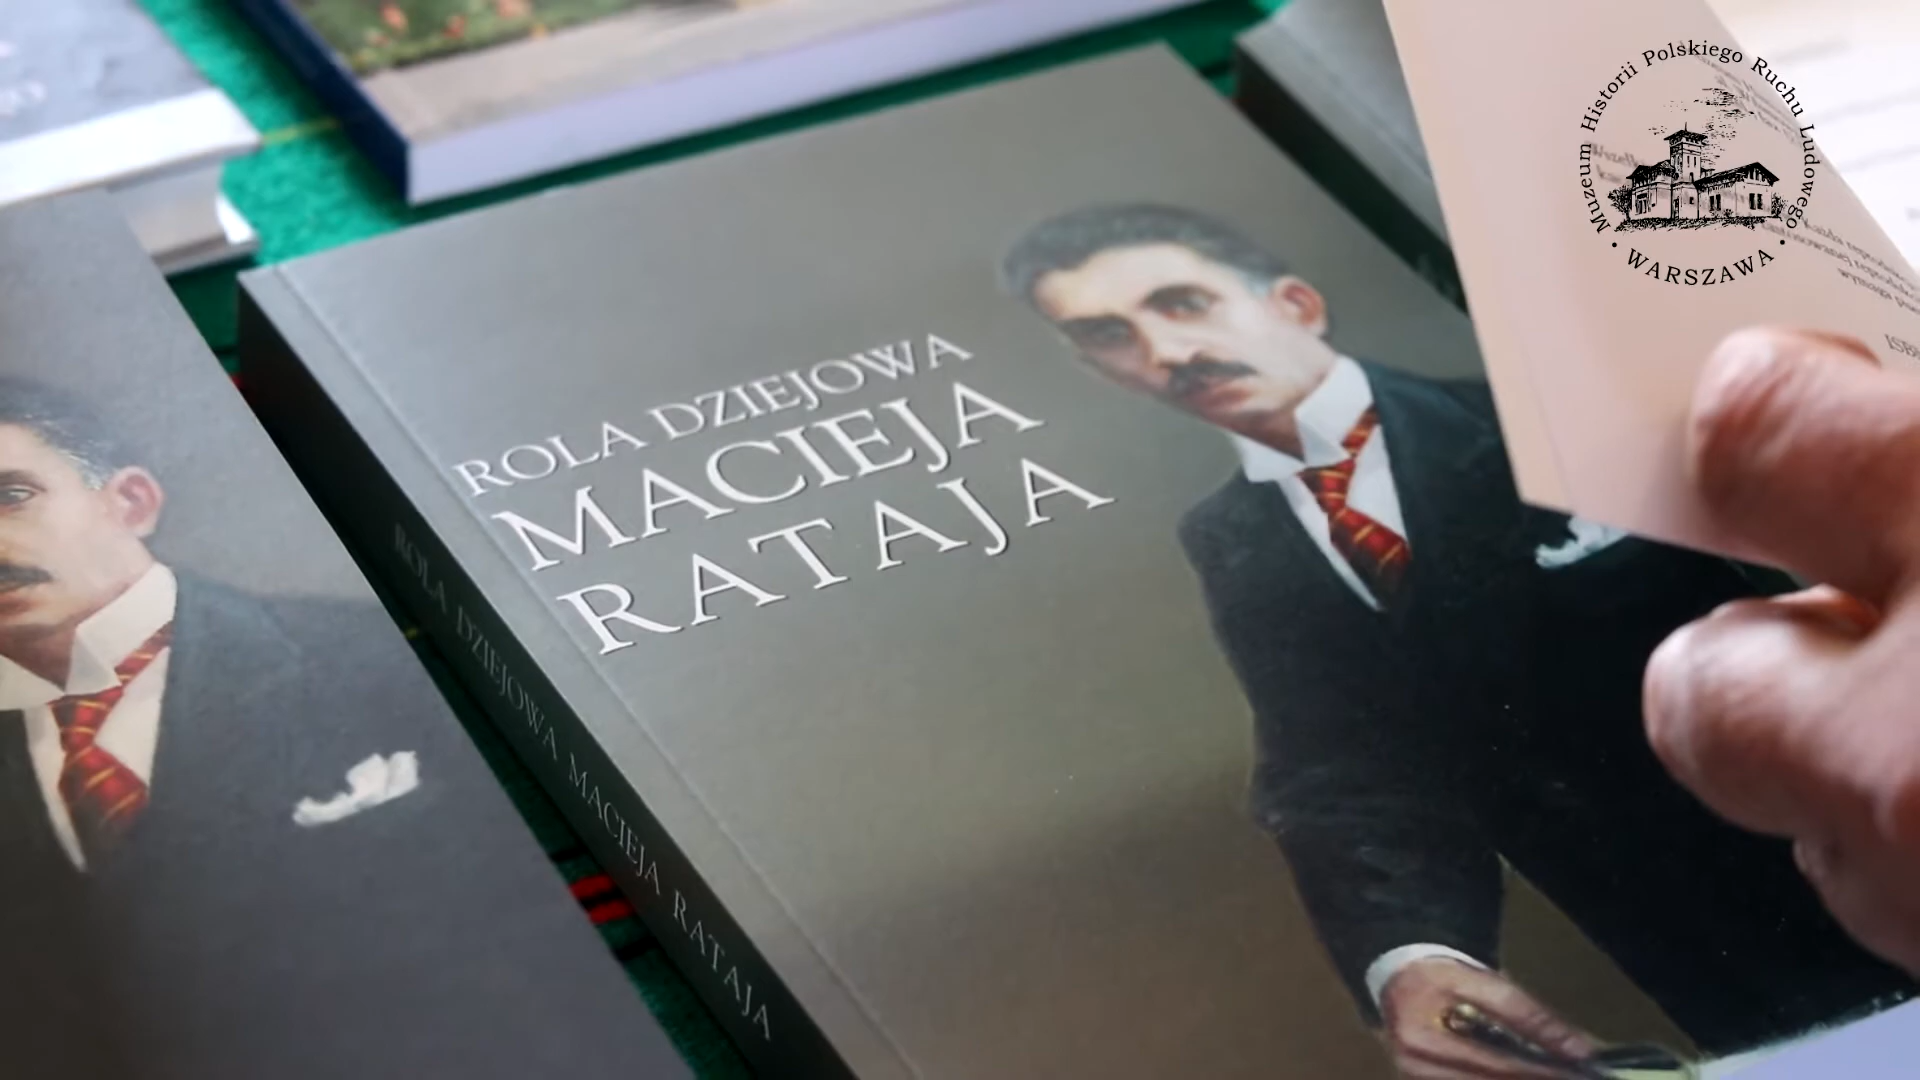 ROLA DZIEJOWA
MACIEJA
RATAJA
ROLA DZIEJOWA MACIEJA RATAJA
Muzeum Historii Polskiego Ruchu Ludowego
• WARSZAWA •